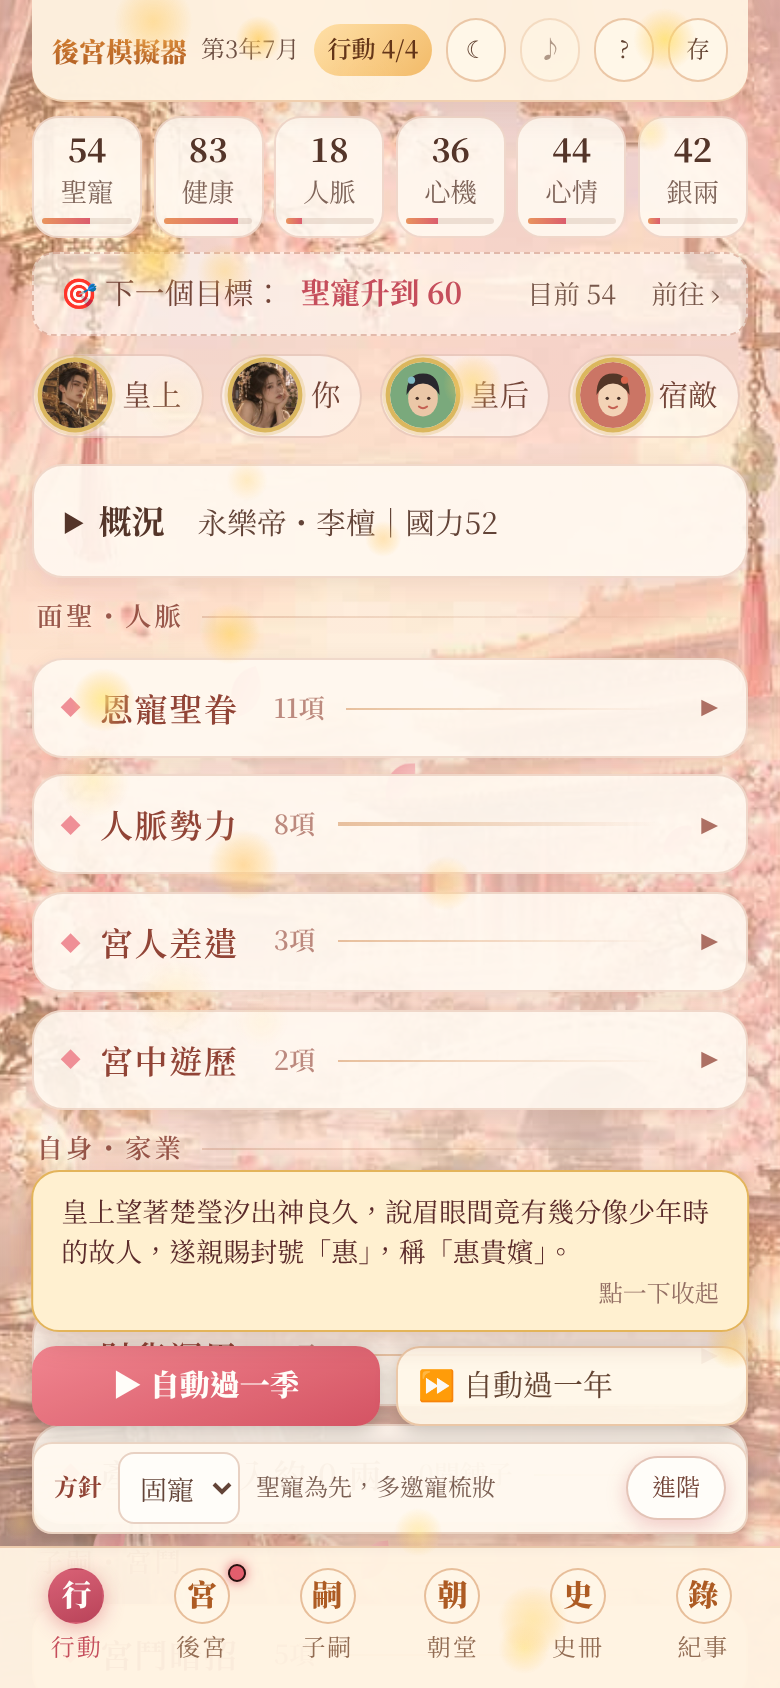 後宮模擬器 第3年7月 行動 4/4 ☾ ♪ ? 存
54 83 18 36 44 42
聖寵 健康 人脈 心機 心情 銀兩
🎯 下一個目標： 聖寵升到 60 目前 54 前往 ›
皇上 你 皇后 宿敵
▶ 概況 永樂帝・李檀｜國力52
面聖・人脈
◆ 恩寵聖眷 11項 ▶
◆ 人脈勢力 8項 ▶
◆ 宮人差遣 3項 ▶
◆ 宮中遊歷 2項 ▶
自身・家業
皇上望著楚瑩汐出神良久，說眉眼間竟有幾分像少年時
的故人，遂親賜封號「惠」，稱「惠貴嬪」。
點一下收起
▶ 自動過一季 ⏩ 自動過一年
方針 固寵 聖寵為先，多邀寵梳妝 進階
行 宮 嗣 朝 史 錄
行動 後宮 子嗣 朝堂 史冊 紀事